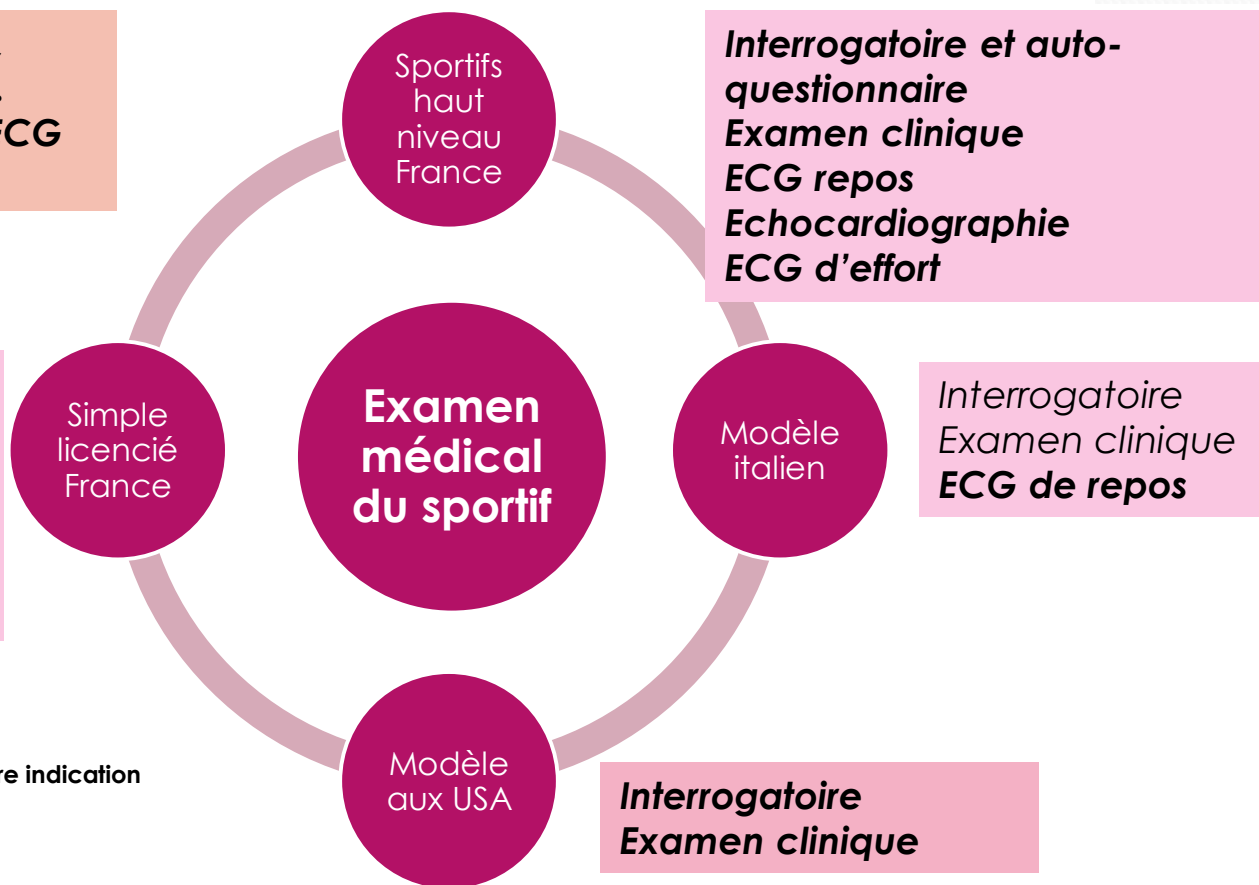 FCG
Sportifs
haut
niveau
France
Interrogatoire et auto-
questionnaire
Examen clinique
ECG repos
Echocardiographie
ECG d’effort
Simple
licencié
France
Examen
médical
du sportif
Modèle
italien
Interrogatoire
Examen clinique
ECG de repos
re indication
Modèle
aux USA
Interrogatoire
Examen clinique